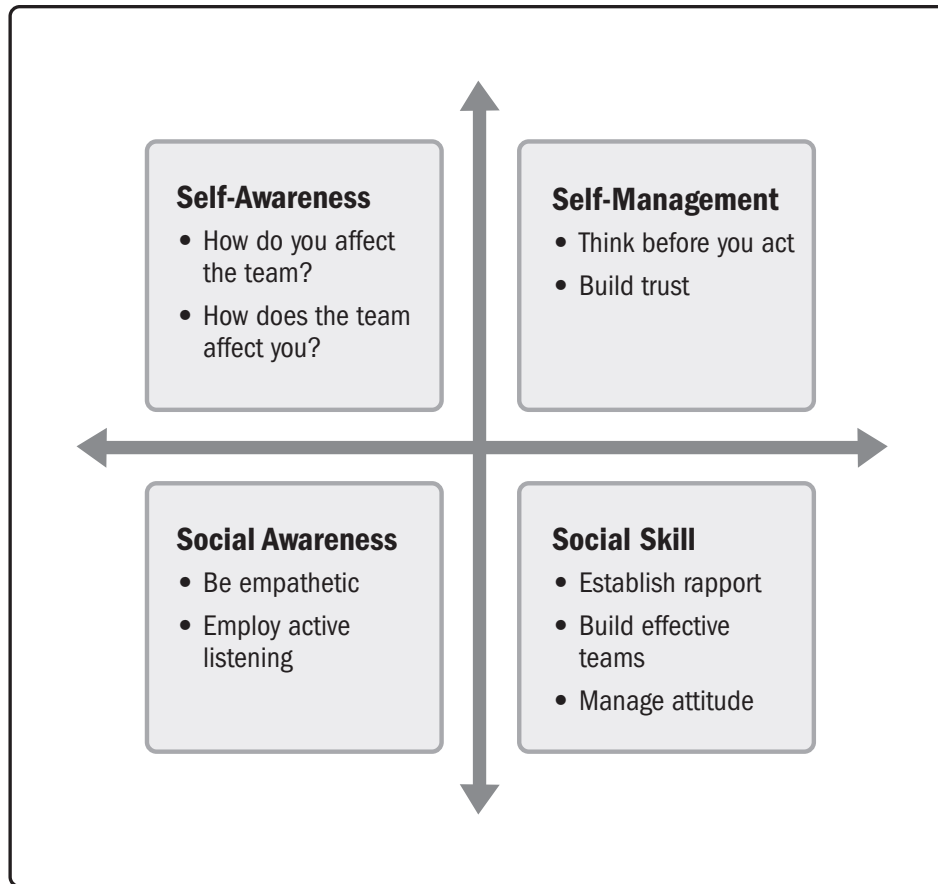 Self-Awareness
• How do you affect
the team?
• How does the team
affect you?
Self-Management
• Think before you act
• Build trust
Social Awareness
• Be empathetic
• Employ active
listening
Social Skill
• Establish rapport
• Build effective
teams
• Manage attitude